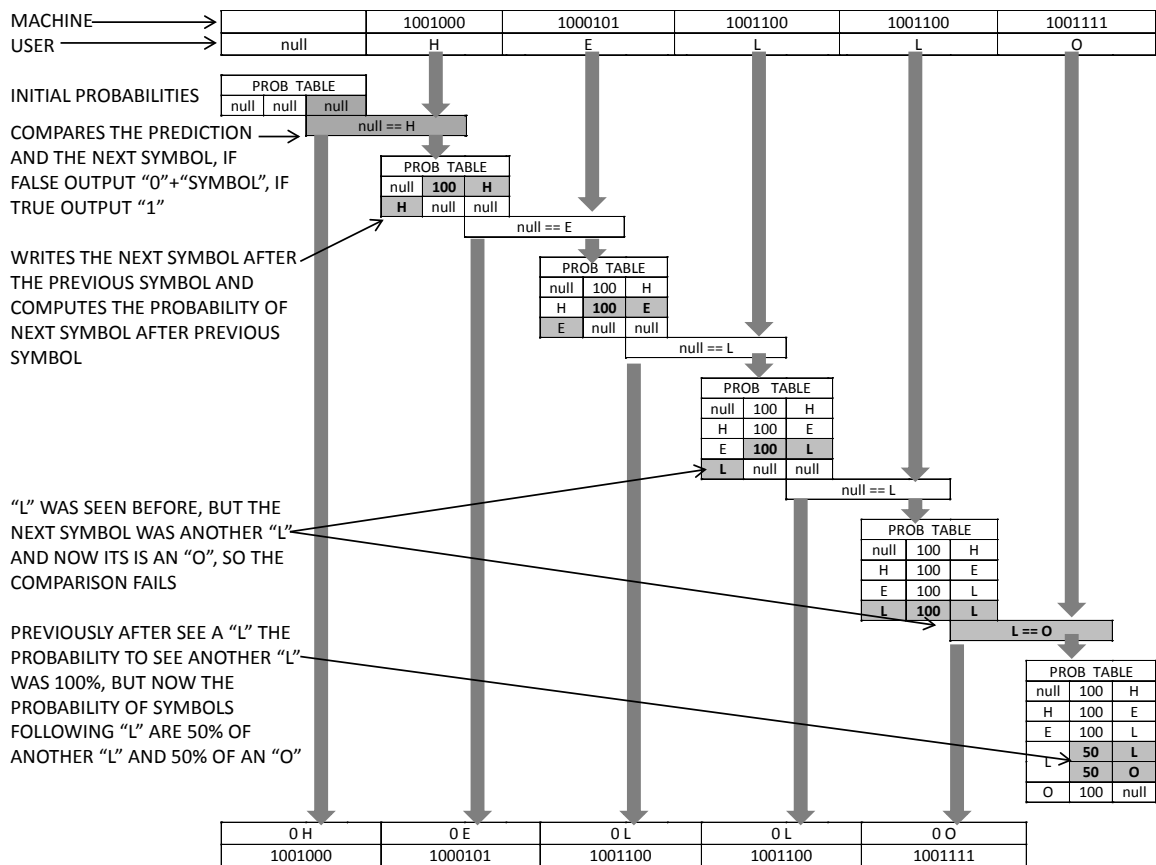 MACHINE
1001000 1000101 1001100 1001100 1001111
USER
null H E L L O
INITIAL PROBABILITIES
PROB TABLE
null null null
null == H
COMPARES THE PREDICTION
AND THE NEXT SYMBOL, IF
FALSE OUTPUT “0”+“SYMBOL”, IF
TRUE OUTPUT “1”
PROB TABLE
null 100 H
H null null
null == E
WRITES THE NEXT SYMBOL AFTER
THE PREVIOUS SYMBOL AND
COMPUTES THE PROBABILITY OF
NEXT SYMBOL AFTER PREVIOUS
SYMBOL
PROB TABLE
null 100 H
H 100 E
E null null
null == L
PROB TABLE
null 100 H
H 100 E
E 100 L
L null null
null == L
“L” WAS SEEN BEFORE, BUT THE
NEXT SYMBOL WAS ANOTHER “L”
AND NOW ITS IS AN “O”, SO THE
COMPARISON FAILS
PROB TABLE
null 100 H
H 100 E
E 100 L
L 100 L
L == O
PREVIOUSLY AFTER SEE A “L” THE
PROBABILITY TO SEE ANOTHER “L”
WAS 100%, BUT NOW THE
PROBABILITY OF SYMBOLS
FOLLOWING “L” ARE 50% OF
ANOTHER “L” AND 50% OF AN “O”
PROB TABLE
null 100 H
H 100 E
E 100 L
L 50 L
50 O
O 100 null
0 H 0 E 0 L 0 L 0 O
1001000 1000101 1001100 1001100 1001111